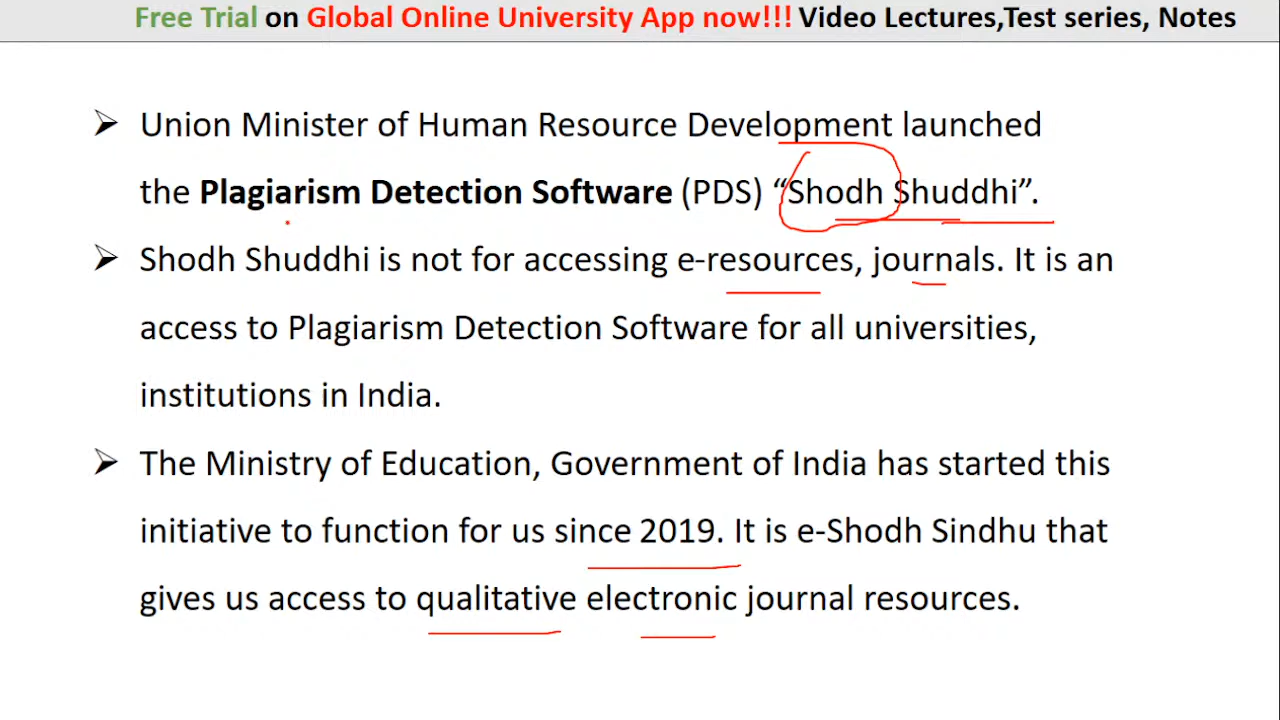 Free Trial on Global Online University App now!!! Video Lectures,Test series, Notes
➢ Union Minister of Human Resource Development launched
the Plagiarism Detection Software (PDS) “Shodh Shuddhi”.
➢ Shodh Shuddhi is not for accessing e-resources, journals. It is an
access to Plagiarism Detection Software for all universities,
institutions in India.
➢ The Ministry of Education, Government of India has started this
initiative to function for us since 2019. It is e-Shodh Sindhu that
gives us access to qualitative electronic journal resources.